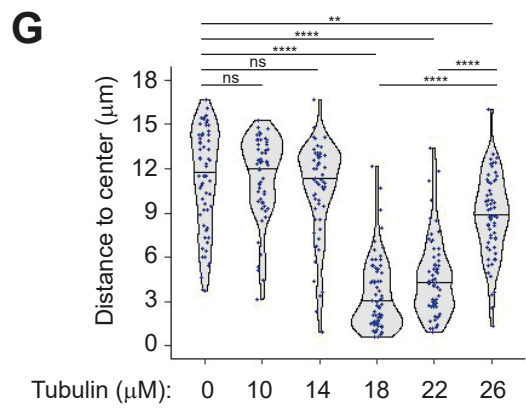 G
**
****
****
ns
****
ns
****
18
15
12
9
6
3
0
Distance to center (μm)
Tubulin (μM): 0 10 14 18 22 26